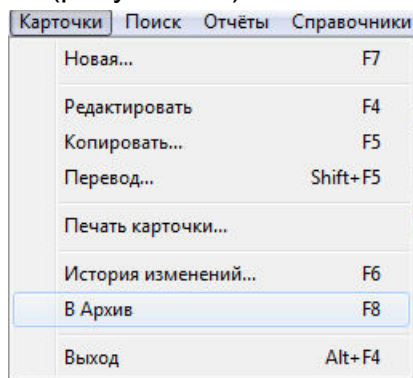 Карточки Поиск Отчёты Справочники
Новая... F7
Редактировать F4
Копировать... F5
Перевод... Shift+F5
Печать карточки...
История изменений... F6
В Архив F8
Выход Alt+F4